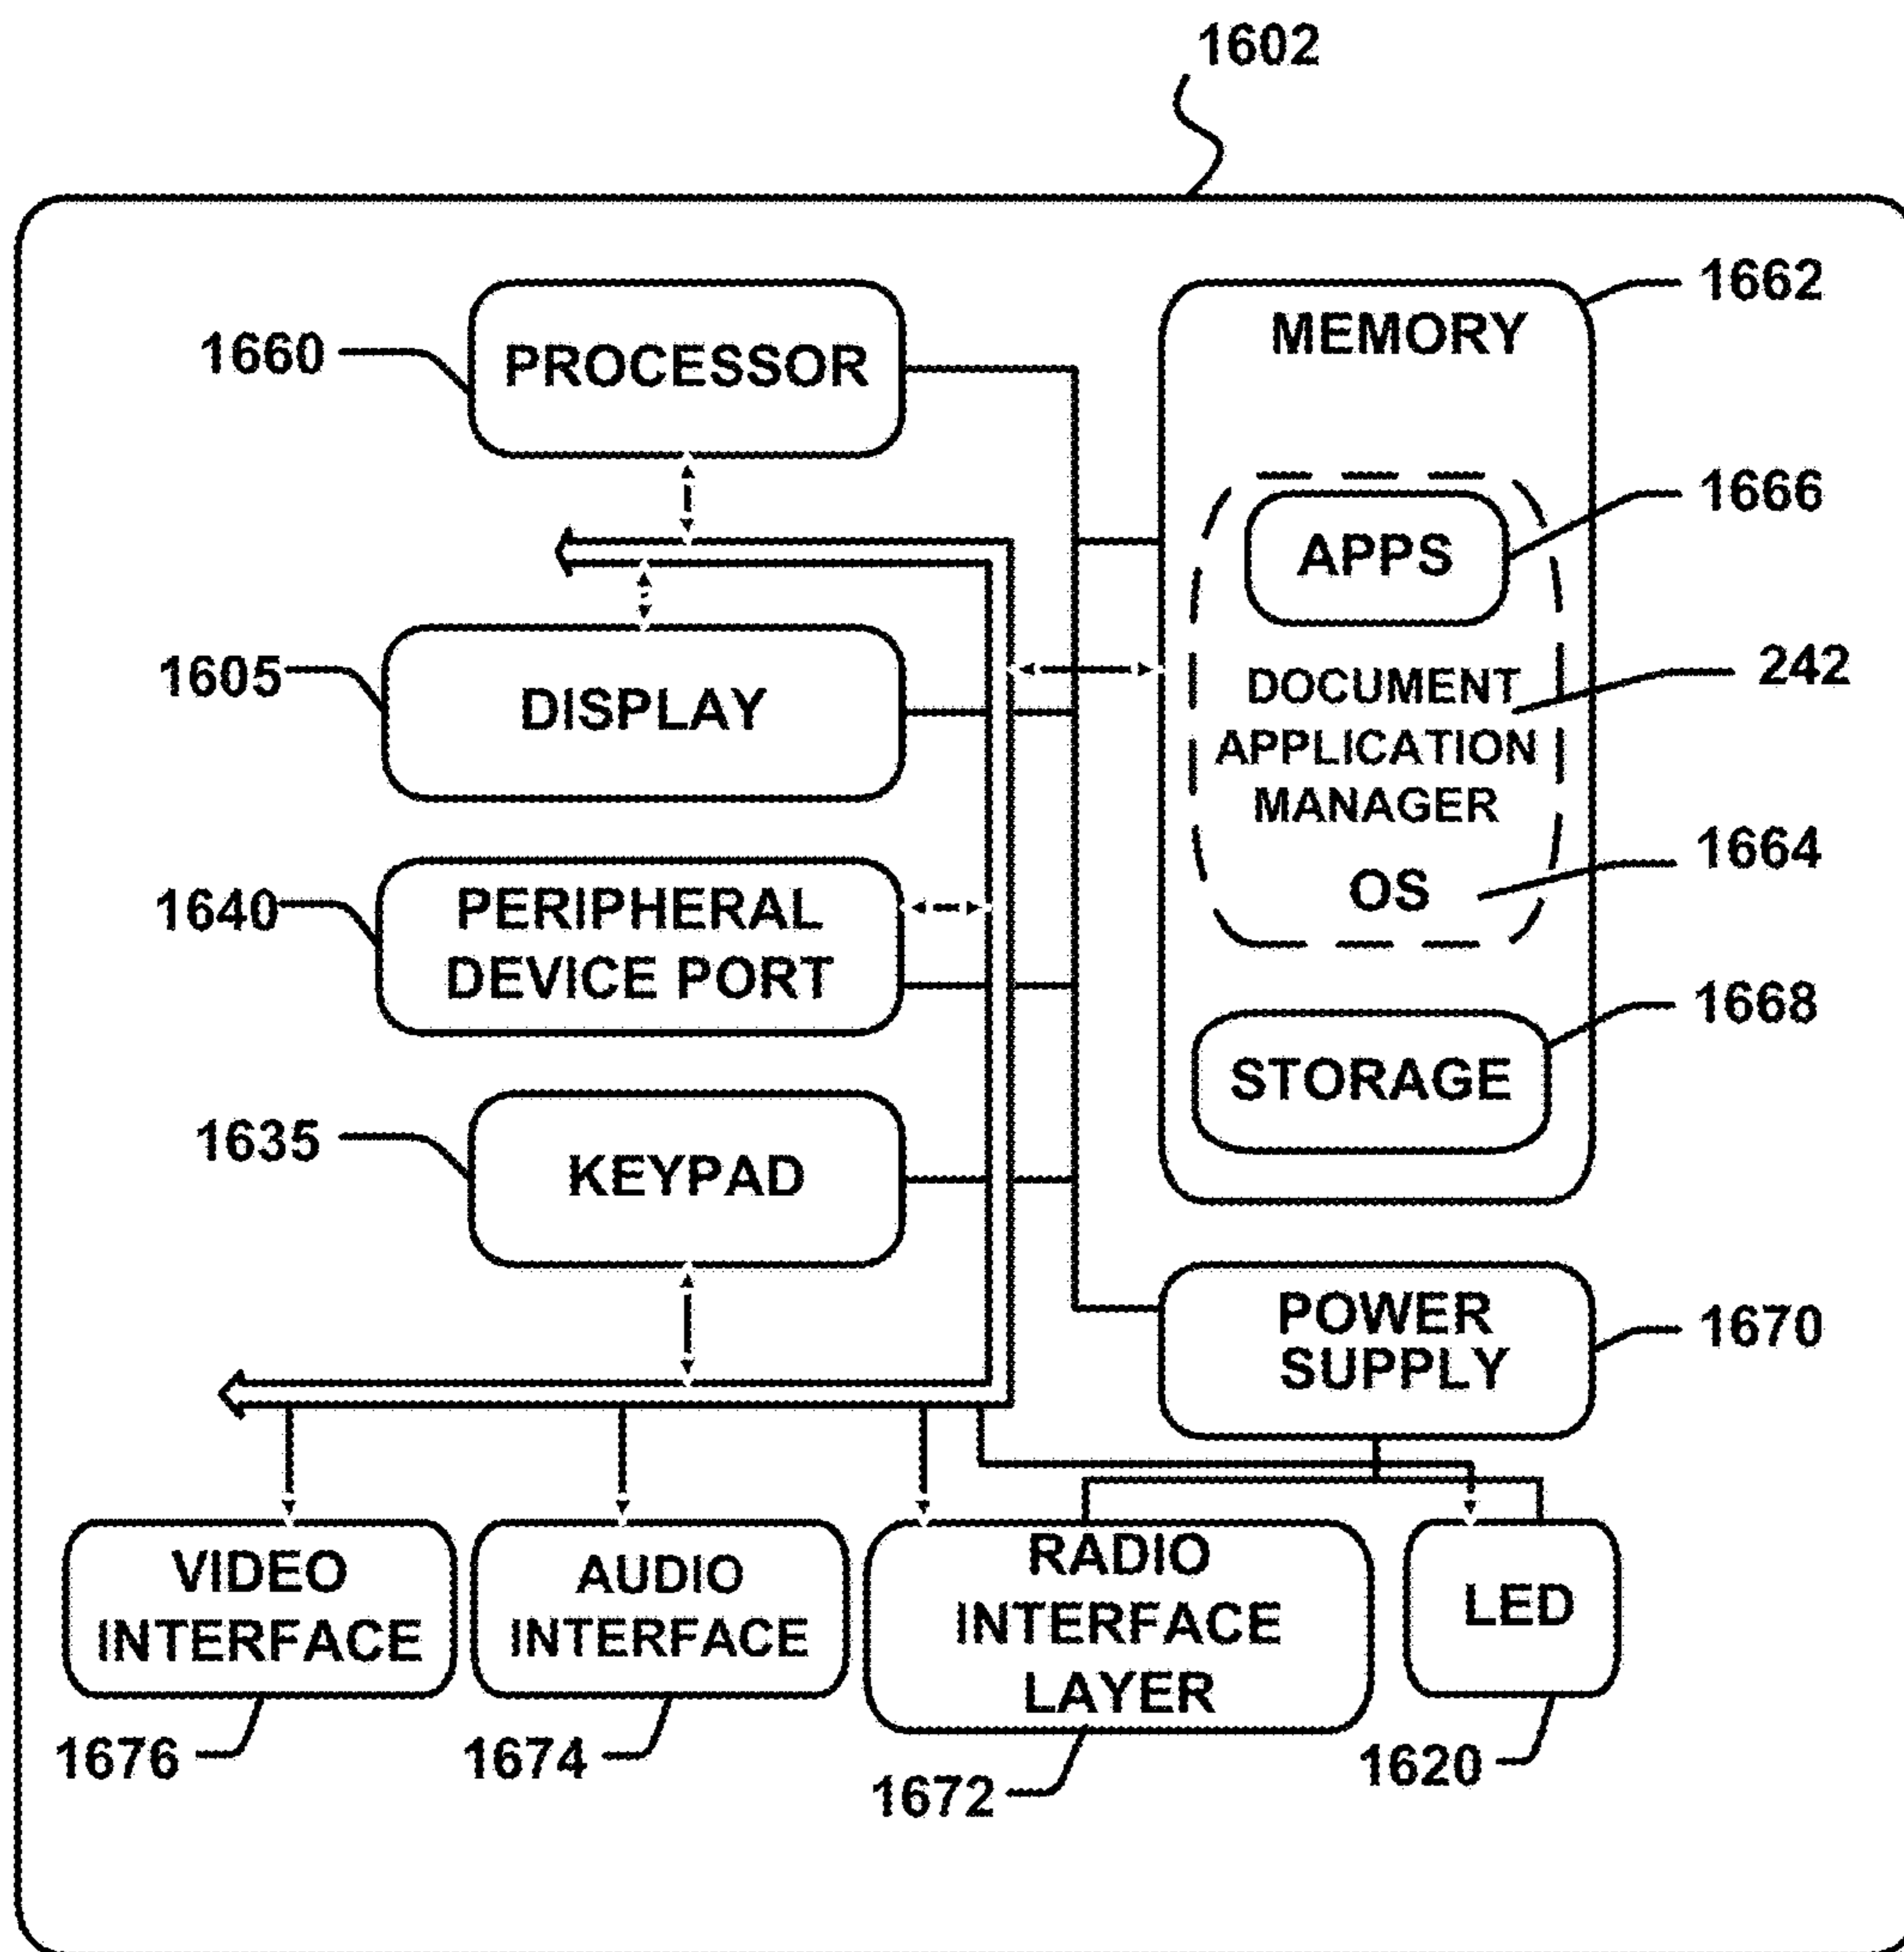 1602
1660
PROCESSOR
MEMORY
1662
APPS
1666
1605
DISPLAY
DOCUMENT
APPLICATION
MANAGER
242
OS
1664
1640
PERIPHERAL
DEVICE PORT
STORAGE
1668
1635
KEYPAD
POWER
SUPPLY
1670
VIDEO
INTERFACE
AUDIO
INTERFACE
RADIO
INTERFACE
LAYER
LED
1676
1674
1672
1620